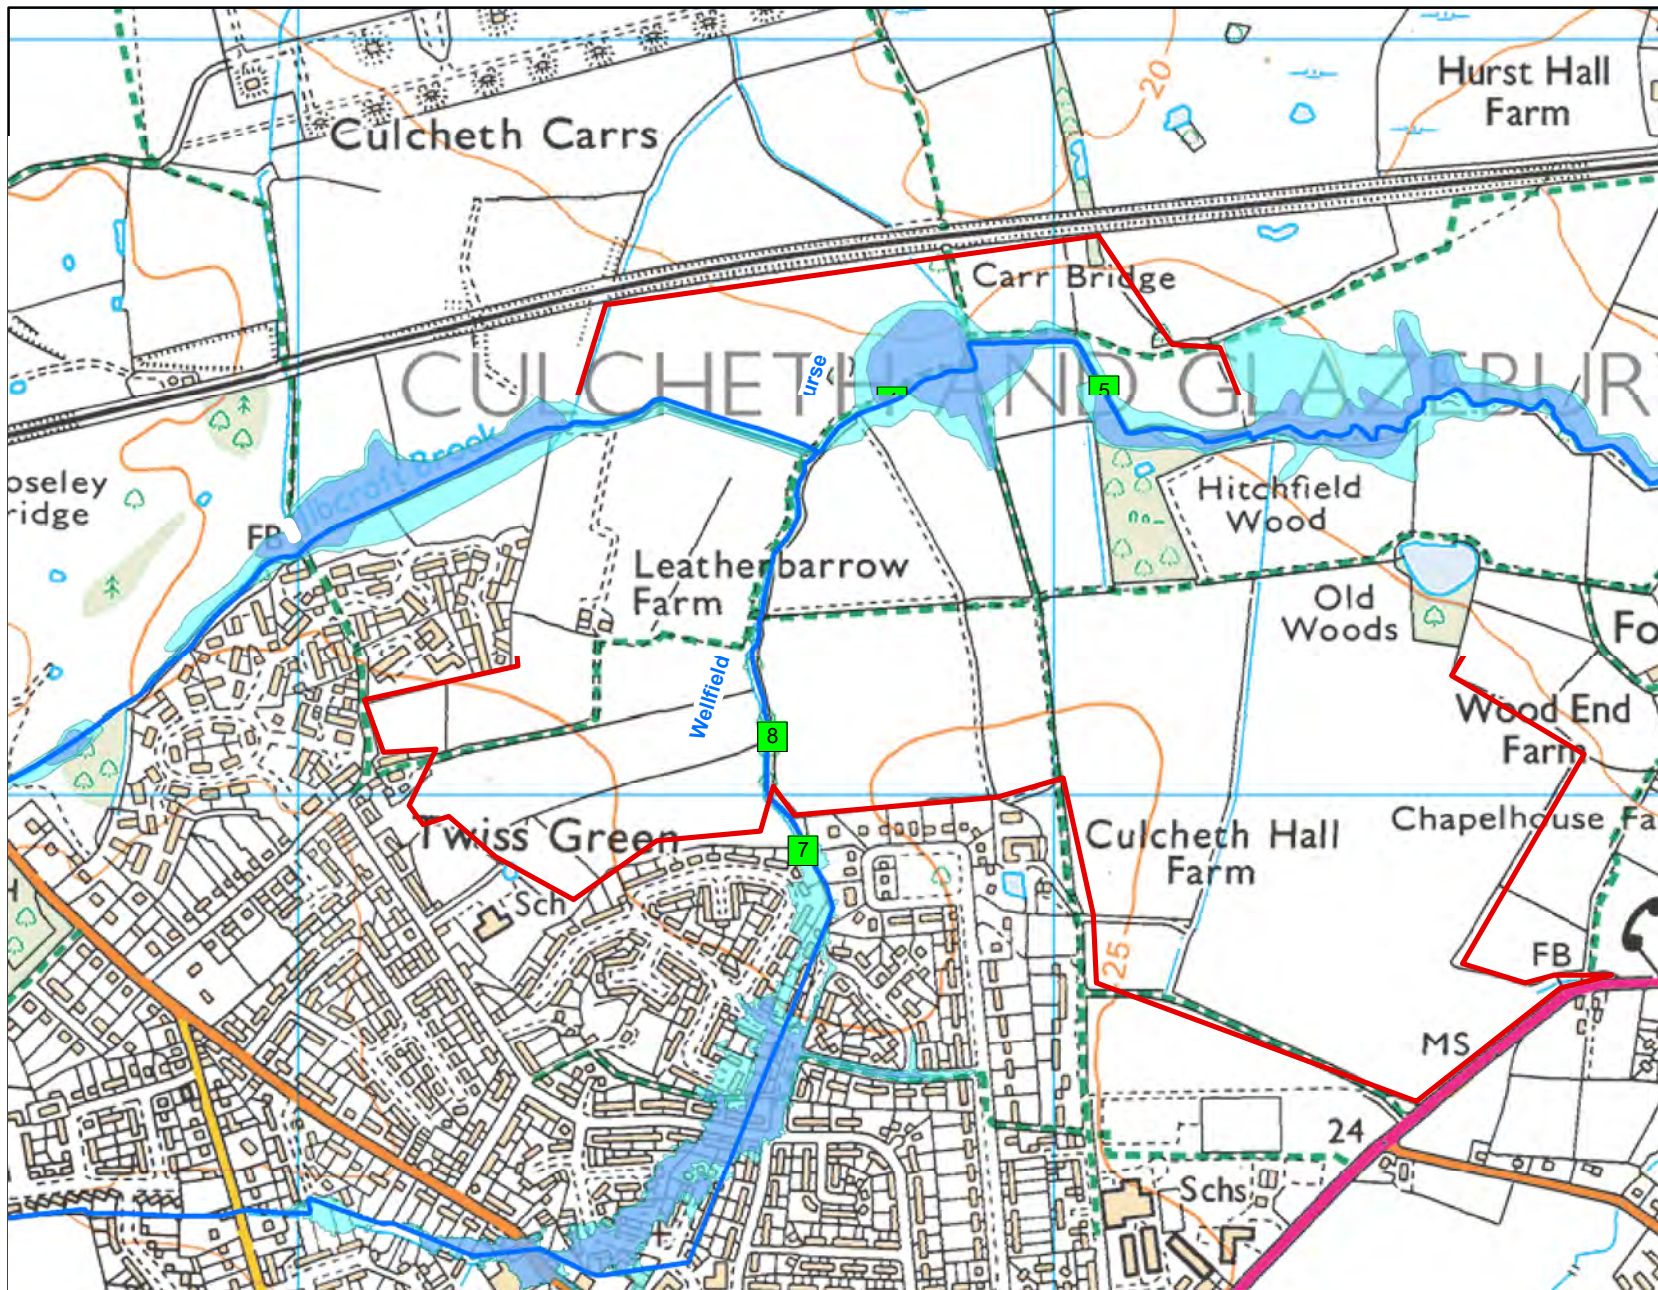 20
Hurst Hall
Farm
Culcheth Carrs
Carr Bridge
CULCHETH AND GLAZEBURY
urse
5
oseley
ridge
Brook
FB
Hitchfield
Wood
Leatherbarrow
Farm
Old
Woods
Fo
Wellfield
Wood End
Farm
8
Twiss Green
7
Culcheth Hall
Farm
Chapelhouse Fa
Sch
25
FB
MS
24
Schs